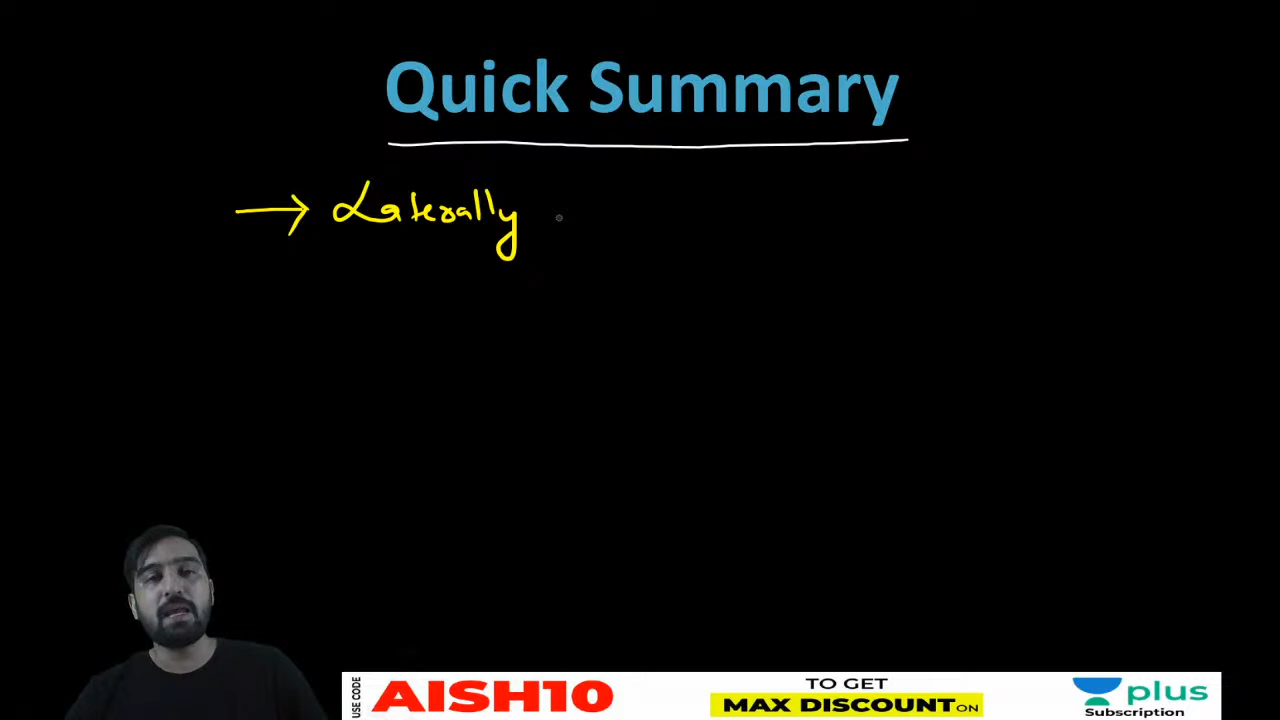 Quick Summary
→ Laterally
USE CODE
AISH10
TO GET
MAX DISCOUNT ON
plus
Subscription